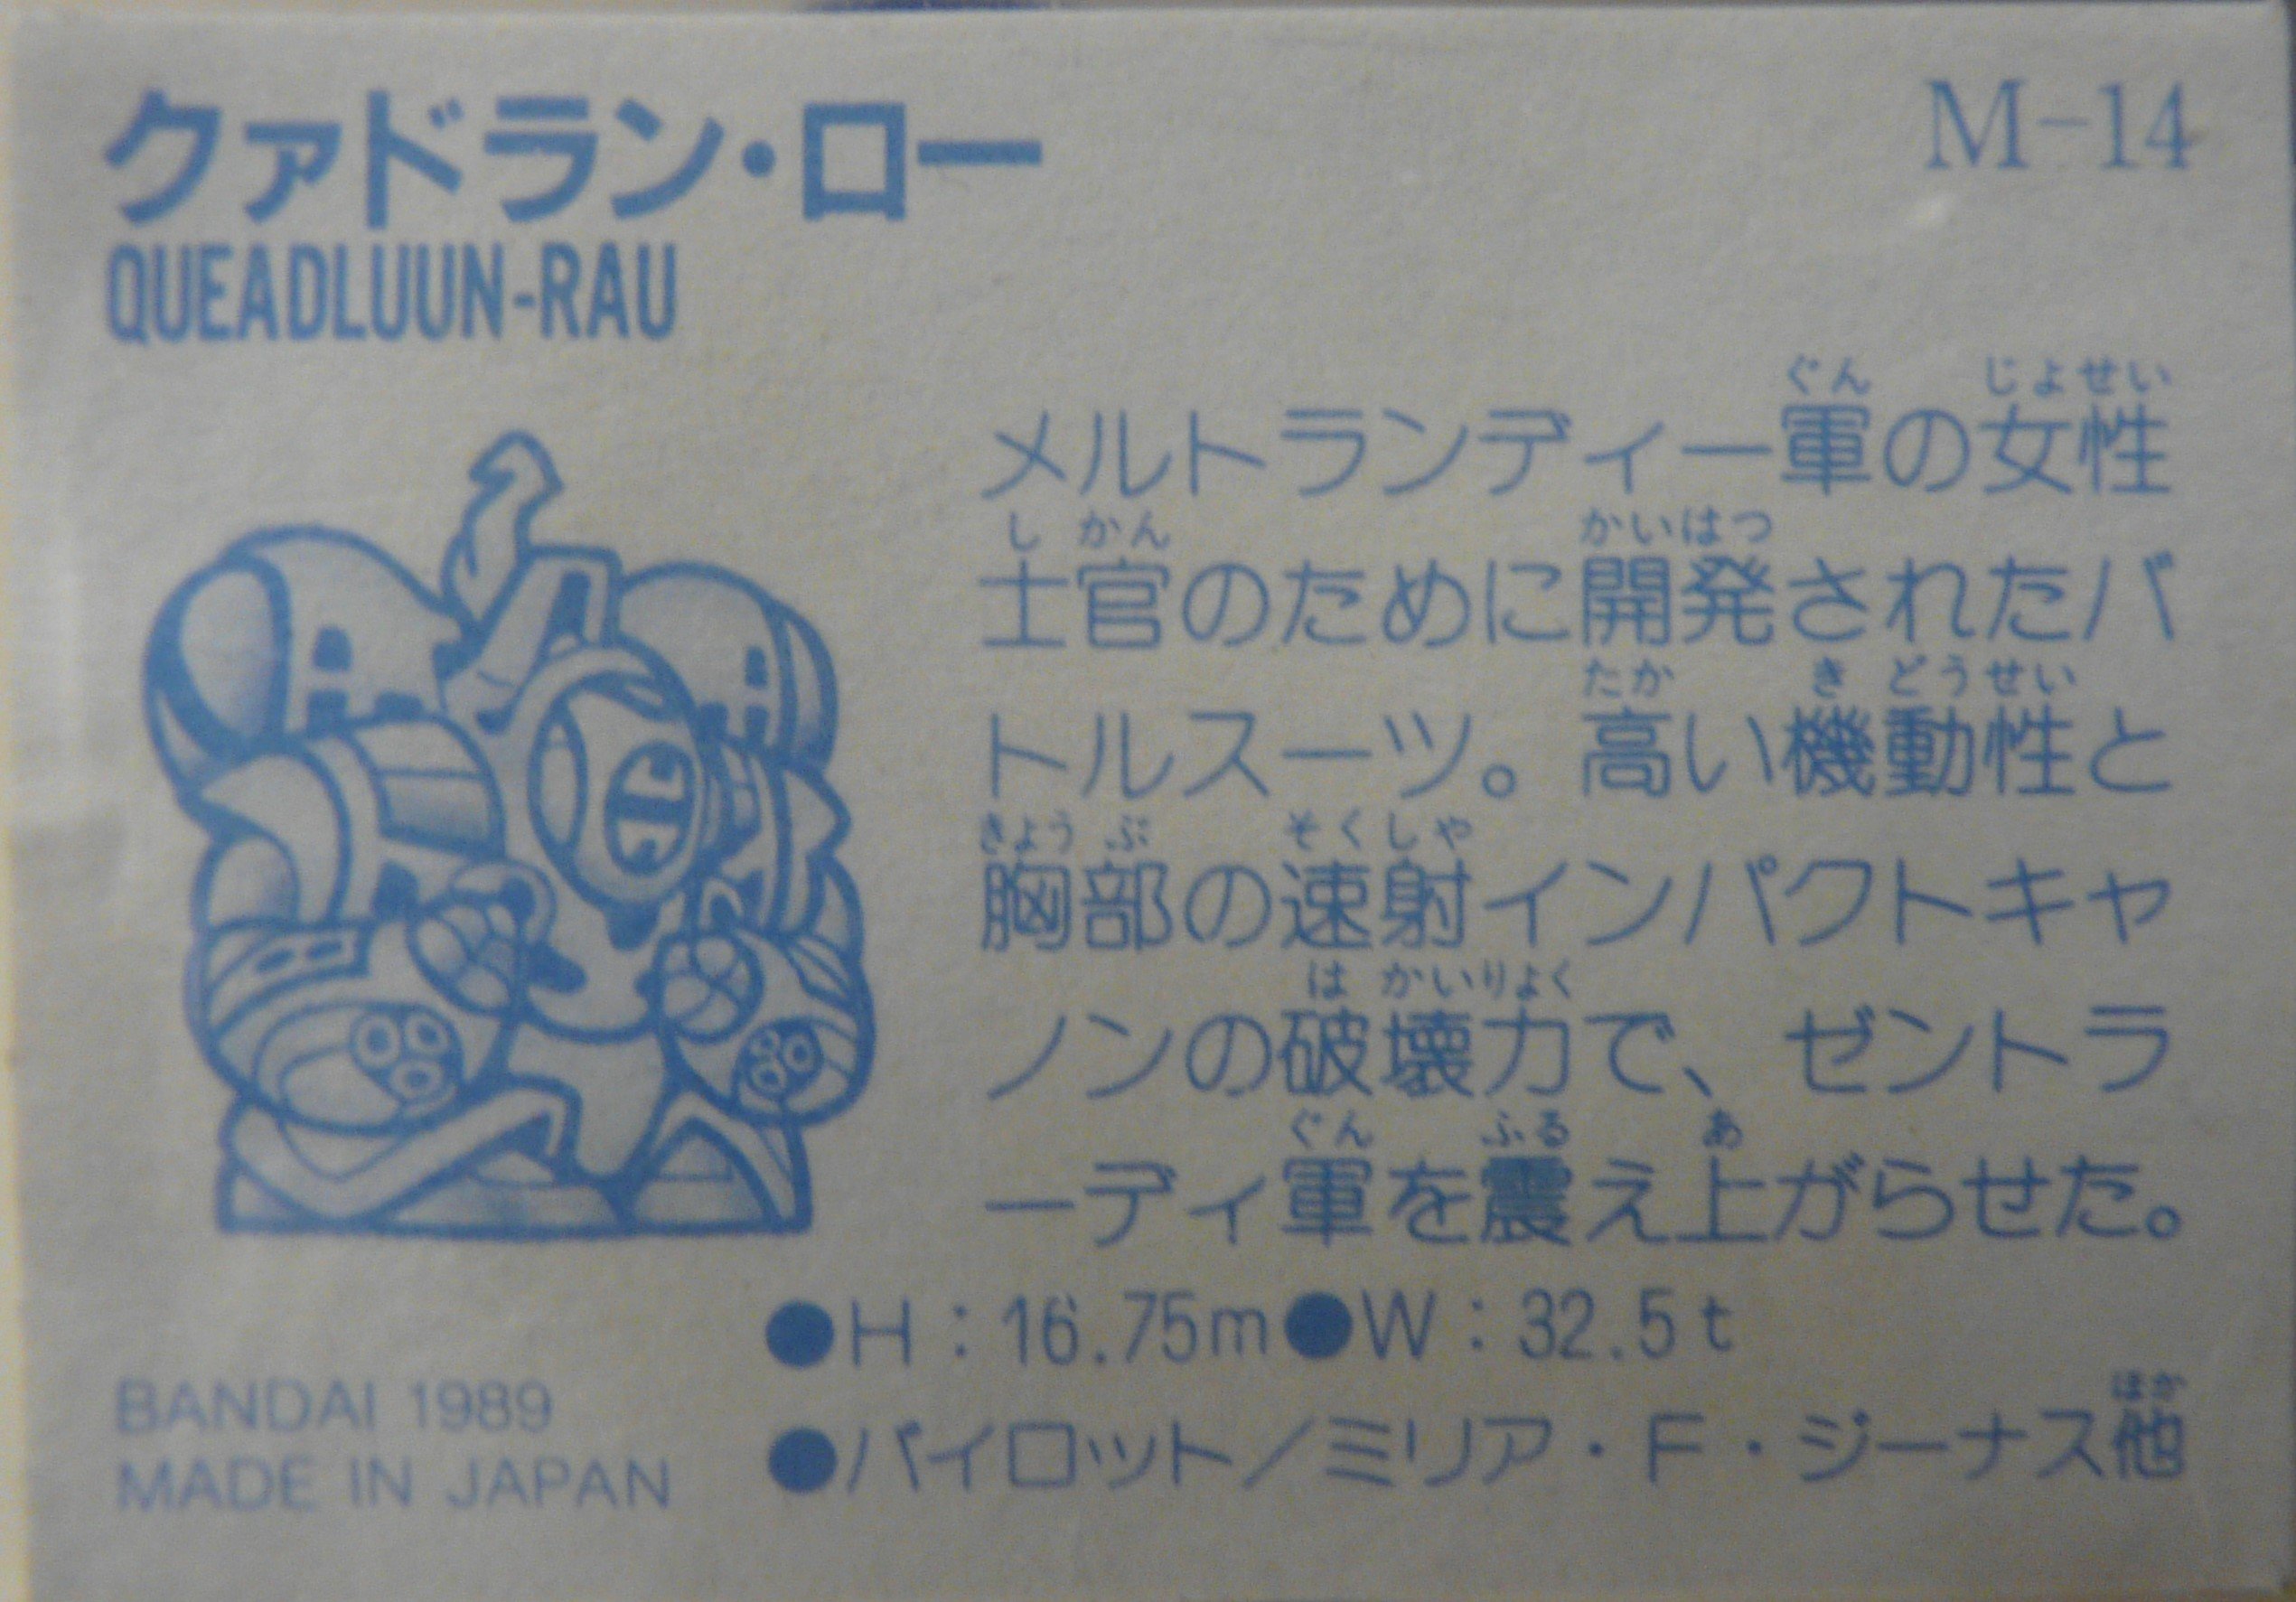 クァドラン・ロー
M-14
QUEADLUUN-RAU
ぐん じょせい
メルトランディー軍の女性
し かん かいはつ
士官のために開発されたバ
たか き どうせい
トルスーツ。高い機動性と
きょう ぶ そくしゃ
胸部の速射インパクトキャ
は かいりょく
ノンの破壊力で、ゼントラ
ぐん ふる あ
ーディ軍を震え上がらせた。
●H：16.75m●W：32.5t
ほか
●パイロット／ミリア・F・ジーナス他
BANDAI 1989
MADE IN JAPAN